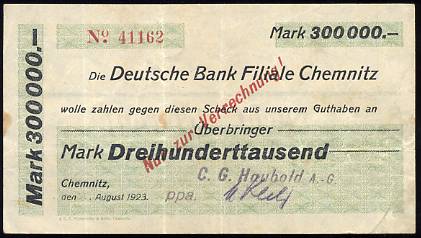 Mark 300000.—
No 41162
Mark 300000.—
Die Deutsche Bank Filiale Chemnitz
wolle zahlen gegen diesen Scheck aus unserem Guthaben an
Überbringer
Nur zur Verrechnung!
Mark Dreihunderttausend
C. G. Haubold A.-G.
Chemnitz,
den . August 1923.
ppa.